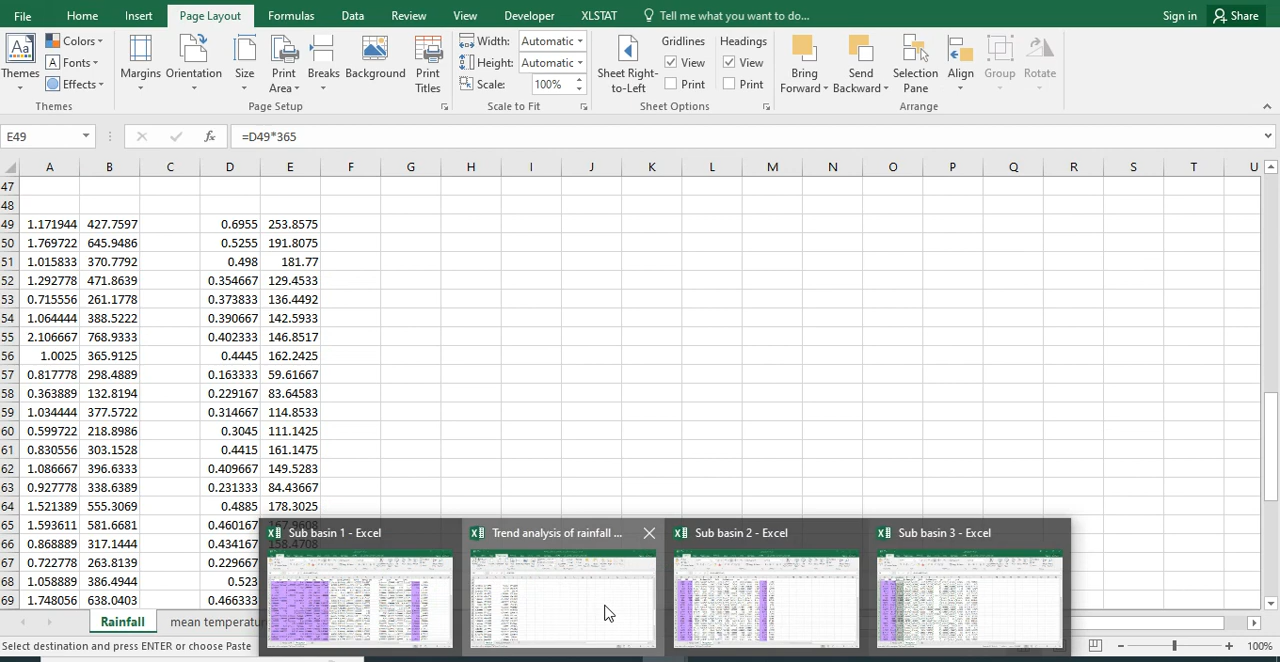 File Home Insert Page Layout Formulas Data Review View Developer XLSTAT Tell me what you want to do... Sign in Share
Aa Colors Width: Automatic Gridlines Headings
A Fonts Height: Automatic View View
Themes Effects Margins Orientation Size Print Area Breaks Background Print Titles Scale: 100% Sheet Right-to-Left Print Print Bring Forward Send Backward Selection Pane Align Group Rotate
Themes Page Setup Scale to Fit Sheet Options Arrange
E49 fx =D49*365
A B C D E F G H I J K L M N O P Q R S T U
47
48
49 1.171944 427.7597 0.6955 253.8575
50 1.769722 645.9486 0.5255 191.8075
51 1.015833 370.7792 0.498 181.77
52 1.292778 471.8639 0.354667 129.4533
53 0.715556 261.1778 0.373833 136.4492
54 1.064444 388.5222 0.390667 142.5933
55 2.106667 768.9333 0.402333 146.8517
56 1.0025 365.9125 0.4445 162.2425
57 0.817778 298.4889 0.163333 59.61667
58 0.363889 132.8194 0.229167 83.64583
59 1.034444 377.5722 0.314667 114.8533
60 0.599722 218.8986 0.3045 111.1425
61 0.830556 303.1528 0.4415 161.1475
62 1.086667 396.6333 0.409667 149.5283
63 0.927778 338.6389 0.231333 84.43667
64 1.521389 555.3069 0.4885 178.3025
65 1.593611 581.6681 0.460167 167.9608
66 0.868889 317.1444 0.434167 158.4708
67 0.722778 263.8139 0.229667
68 1.058889 386.4944 0.523
69 1.748056 638.0403 0.466333
Sub basin 1 - Excel Trend analysis of rainfall ... Sub basin 2 - Excel Sub basin 3 - Excel
Rainfall mean temperatu
Select destination and press ENTER or choose Paste 100%